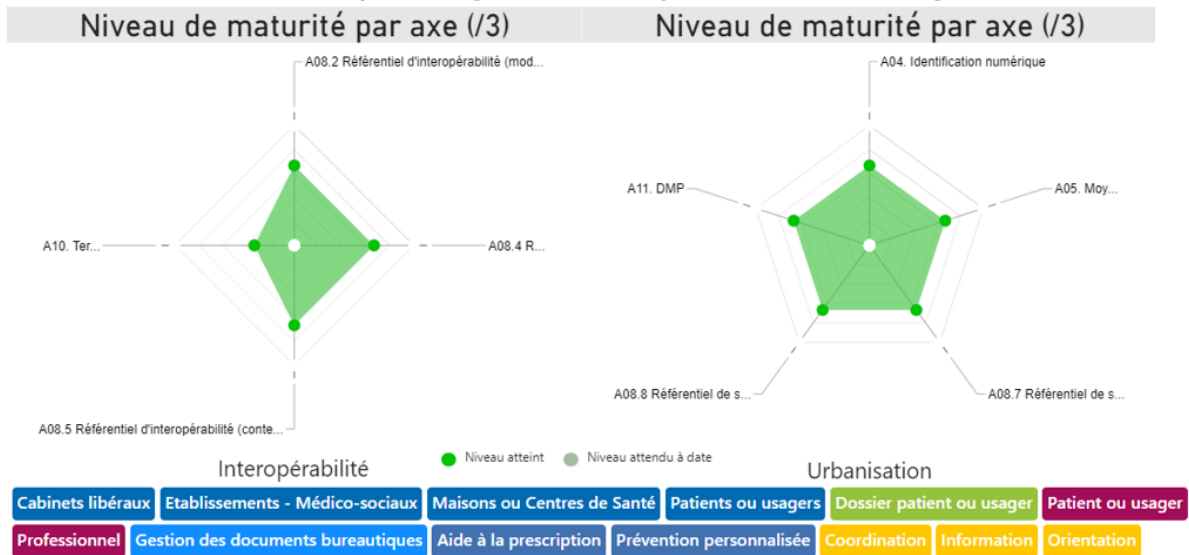 Niveau de maturité par axe (/3) Niveau de maturité par axe (/3)
A08.2 Référentiel d'interopérabilité (mod...
A04. Identification numérique
A11. DMP
A05. Moy...
A10. Ter...
A08.4 R...
A08.8 Référentiel de s...
A08.7 Référentiel de s...
A08.5 Référentiel d'interopérabilité (conte...
Niveau atteint Niveau attendu à date
Interopérabilité Urbanisation
Cabinets libéraux Etablissements - Médico-sociaux Maisons ou Centres de Santé Patients ou usagers Dossier patient ou usager Patient ou usager
Professionnel Gestion des documents bureautiques Aide à la prescription Prévention personnalisée Coordination Information Orientation